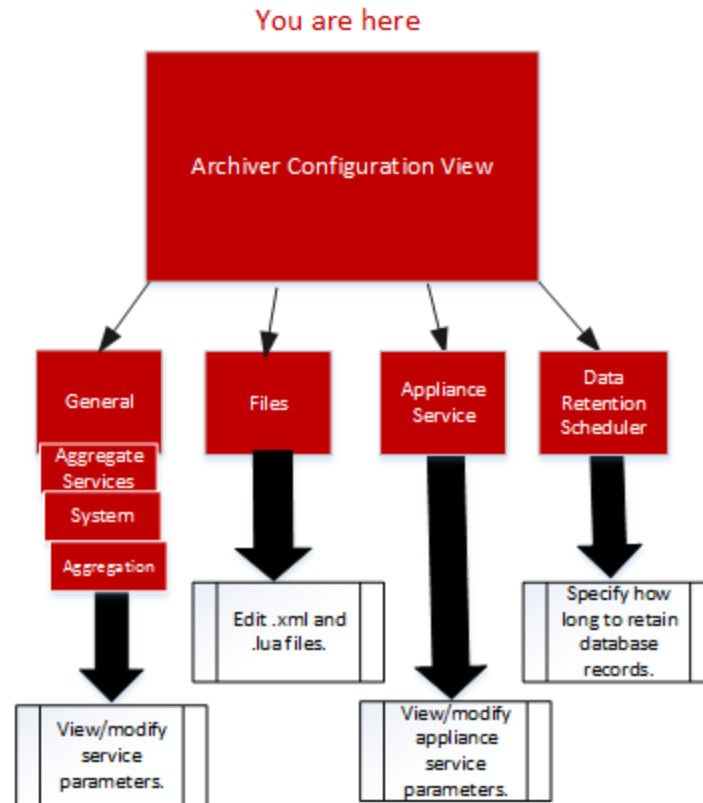 You are here
Archiver Configuration View
General
Files
Appliance
Service
Data
Retention
Scheduler
Aggregate
Services
System
Aggregation
Edit .xml and
.lua files.
Specify how
long to retain
database
records.
View/modify
service
parameters.
View/modify
appliance
service
parameters.